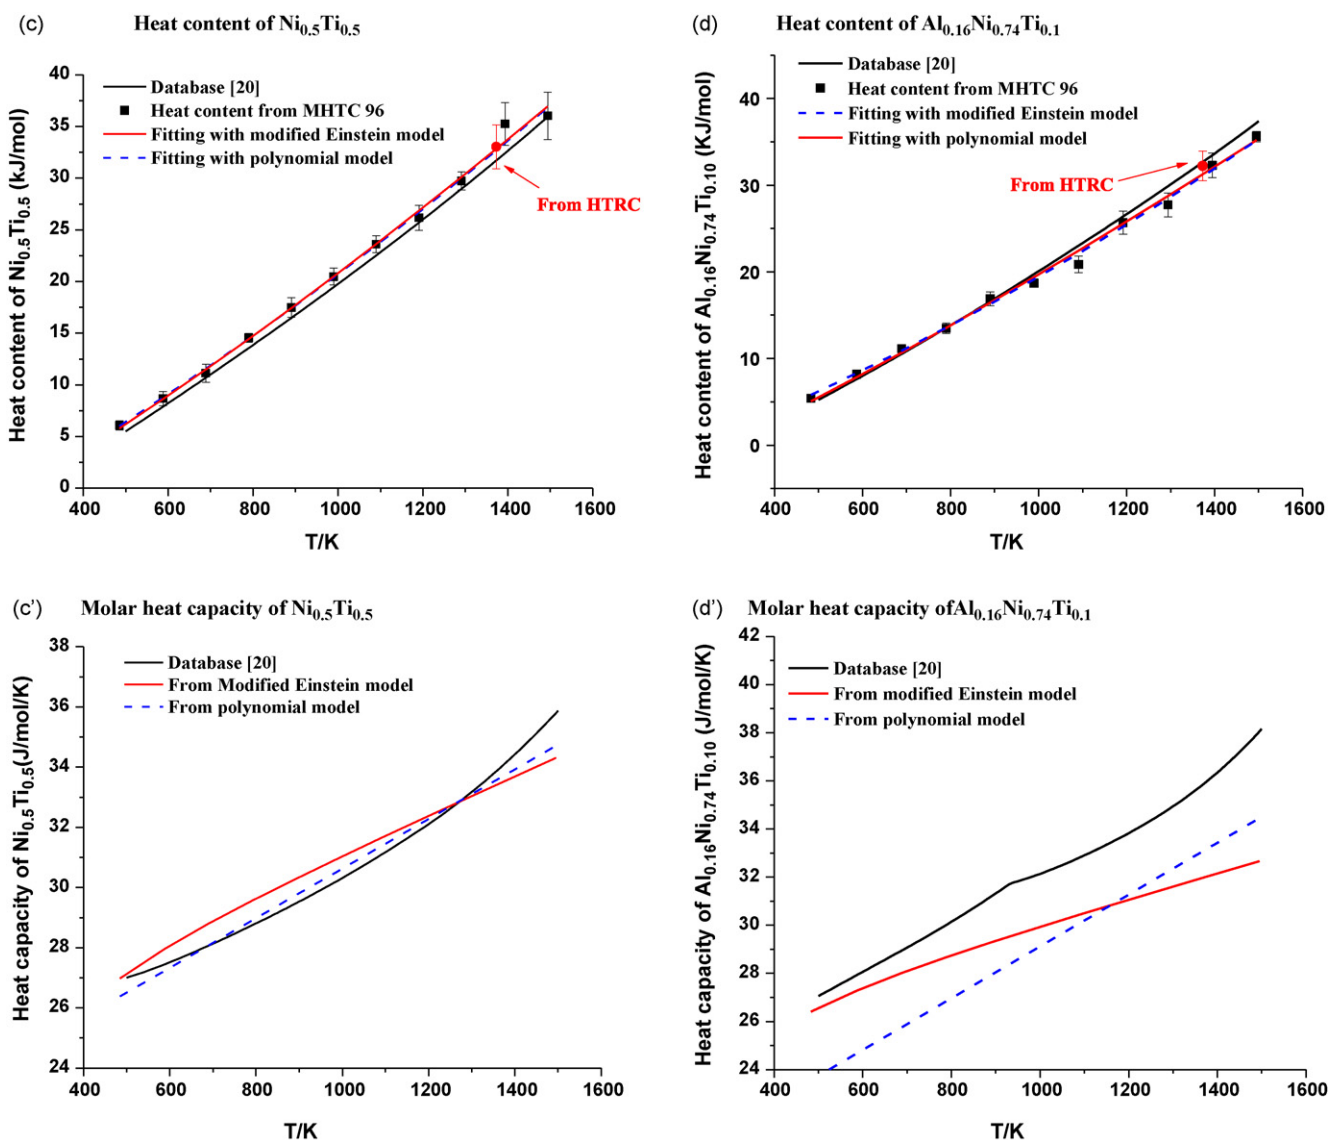 (c) Heat content of Ni0.5Ti0.5
Heat content of Ni0.5Ti0.5 (kJ/mol)
40
35
30
25
20
15
10
5
0
Database [20]
Heat content from MHTC 96
Fitting with modified Einstein model
Fitting with polynomial model
From HTRC
400 600 800 1000 1200 1400 1600
T/K
(d) Heat content of Al0.16Ni0.74Ti0.1
Heat content of Al0.16Ni0.74Ti0.10 (KJ/mol)
40
30
20
10
0
Database [20]
Heat content from MHTC 96
Fitting with modified Einstein model
Fitting with polynomial model
From HTRC
400 600 800 1000 1200 1400 1600
T/K
(c’) Molar heat capacity of Ni0.5Ti0.5
Heat capacity of Ni0.5Ti0.5(J/mol/K)
38
36
34
32
30
28
26
24
Database [20]
From Modified Einstein model
From polynomial model
400 600 800 1000 1200 1400 1600
T/K
(d’) Molar heat capacity ofAl0.16Ni0.74Ti0.1
Heat capacity of Al0.16Ni0.74Ti0.10 (J/mol/K)
42
40
38
36
34
32
30
28
26
24
Database [20]
From modified Einstein model
From polynomial model
400 600 800 1000 1200 1400 1600
T/K